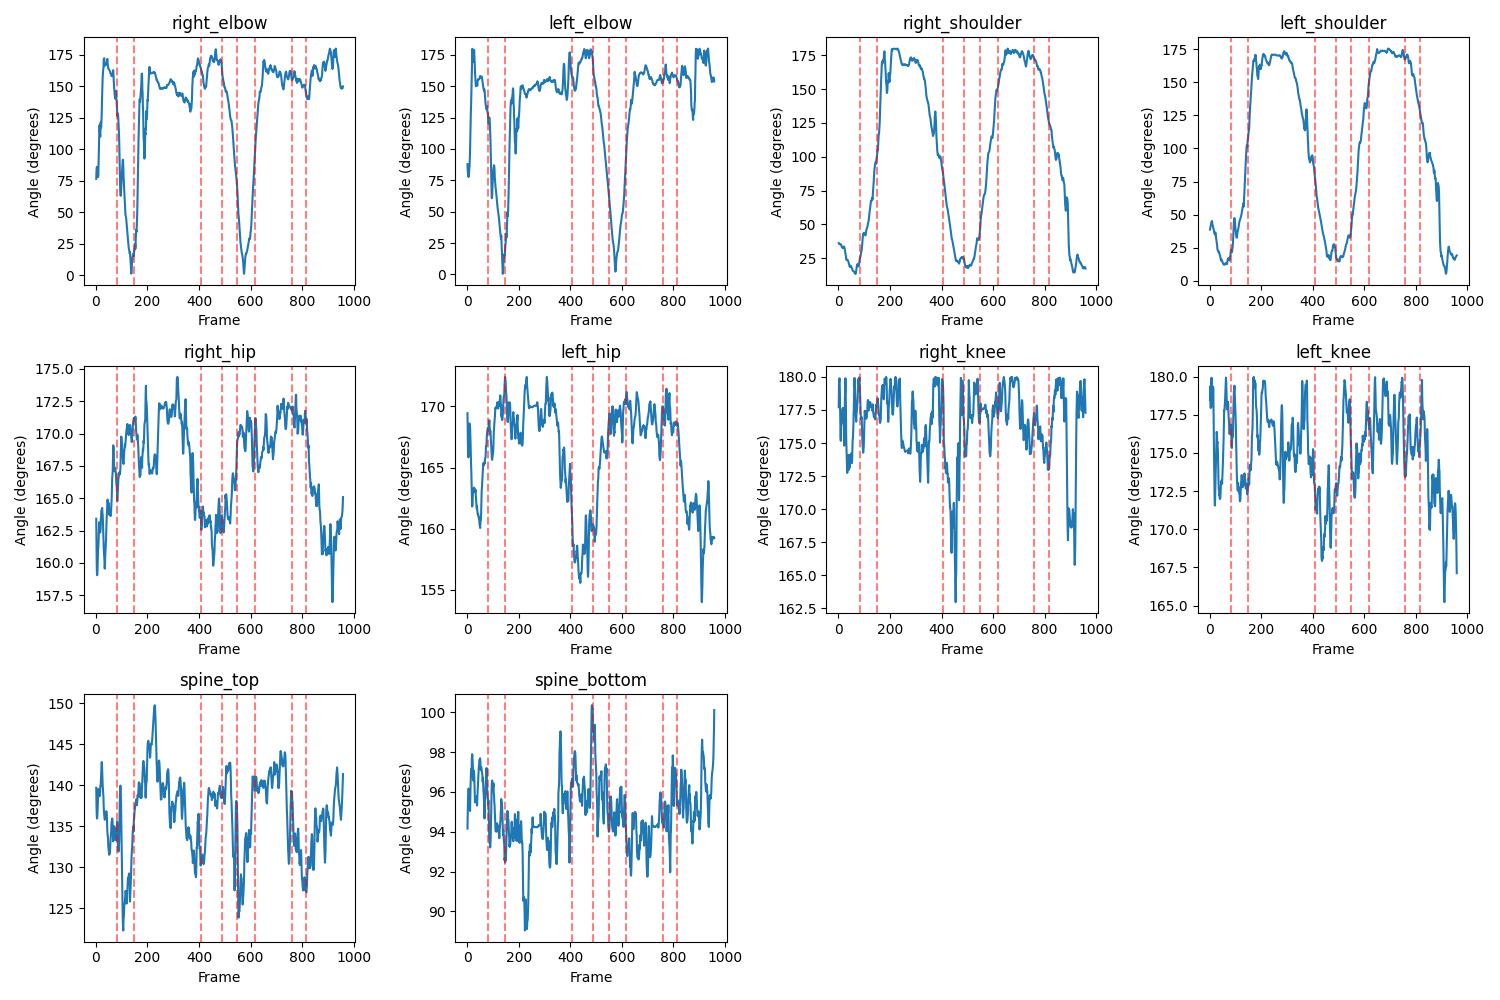 right_elbow
175
150
125
100
75
50
25
0
Angle (degrees)
0 200 400 600 800 1000
Frame
left_elbow
175
150
125
100
75
50
25
0
Angle (degrees)
0 200 400 600 800 1000
Frame
right_shoulder
175
150
125
100
75
50
25
Angle (degrees)
0 200 400 600 800 1000
Frame
left_shoulder
175
150
125
100
75
50
25
0
Angle (degrees)
0 200 400 600 800 1000
Frame
right_hip
175.0
172.5
170.0
167.5
165.0
162.5
160.0
157.5
Angle (degrees)
0 200 400 600 800 1000
Frame
left_hip
170
165
160
155
Angle (degrees)
0 200 400 600 800 1000
Frame
right_knee
180.0
177.5
175.0
172.5
170.0
167.5
165.0
162.5
Angle (degrees)
0 200 400 600 800 1000
Frame
left_knee
180.0
177.5
175.0
172.5
170.0
167.5
165.0
Angle (degrees)
0 200 400 600 800 1000
Frame
spine_top
150
145
140
135
130
125
Angle (degrees)
0 200 400 600 800 1000
Frame
spine_bottom
100
98
96
94
92
90
Angle (degrees)
0 200 400 600 800 1000
Frame